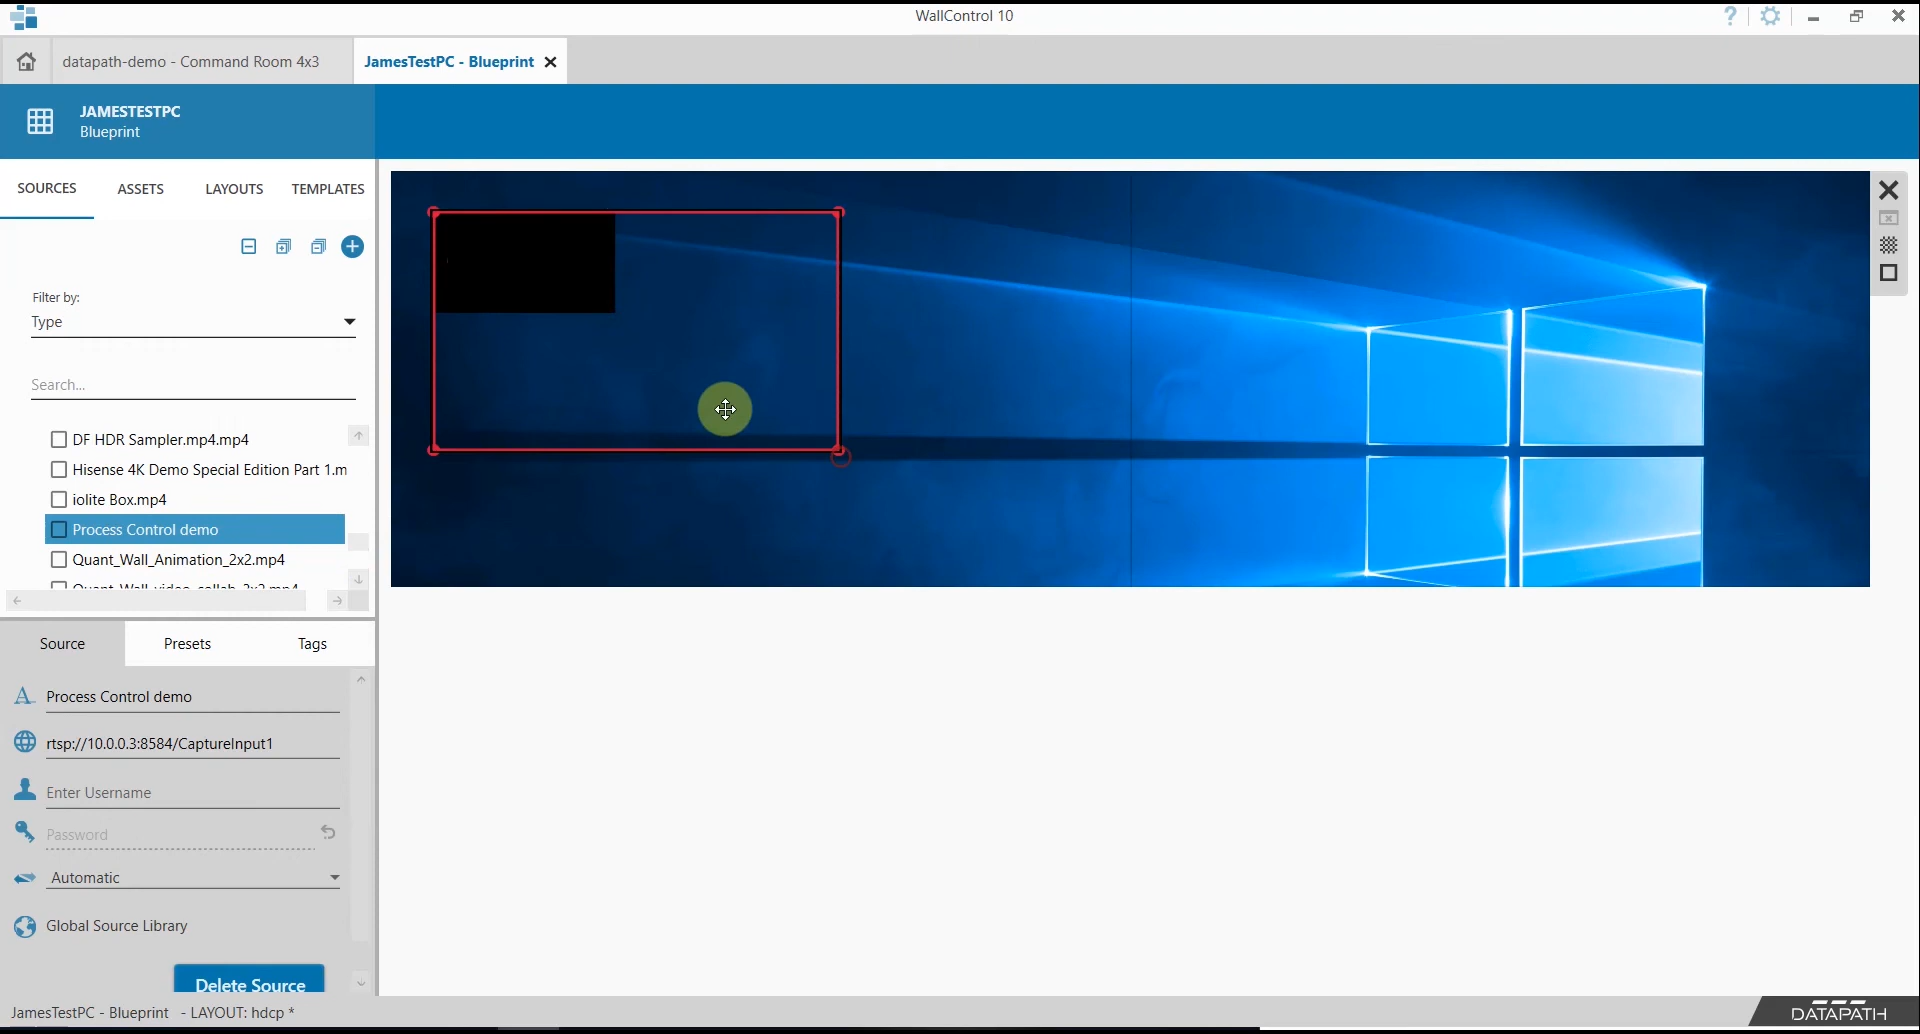 WallControl 10
datapath-demo - Command Room 4x3
JamesTestPC - Blueprint
JAMESTESTPC
Blueprint
SOURCES ASSETS LAYOUTS TEMPLATES
Filter by:
Type
Search...
DF HDR Sampler.mp4.mp4
Hisense 4K Demo Special Edition Part 1.m
iolite Box.mp4
Process Control demo
Quant_Wall_Animation_2x2.mp4
Quant_Wall_video_collab_2x2.mp4
Source Presets Tags
Process Control demo
rtsp://10.0.0.3:8584/CaptureInput1
Enter Username
Password
Automatic
Global Source Library
Delete Source
JamesTestPC - Blueprint - LAYOUT: hdcp *
DATAPATH